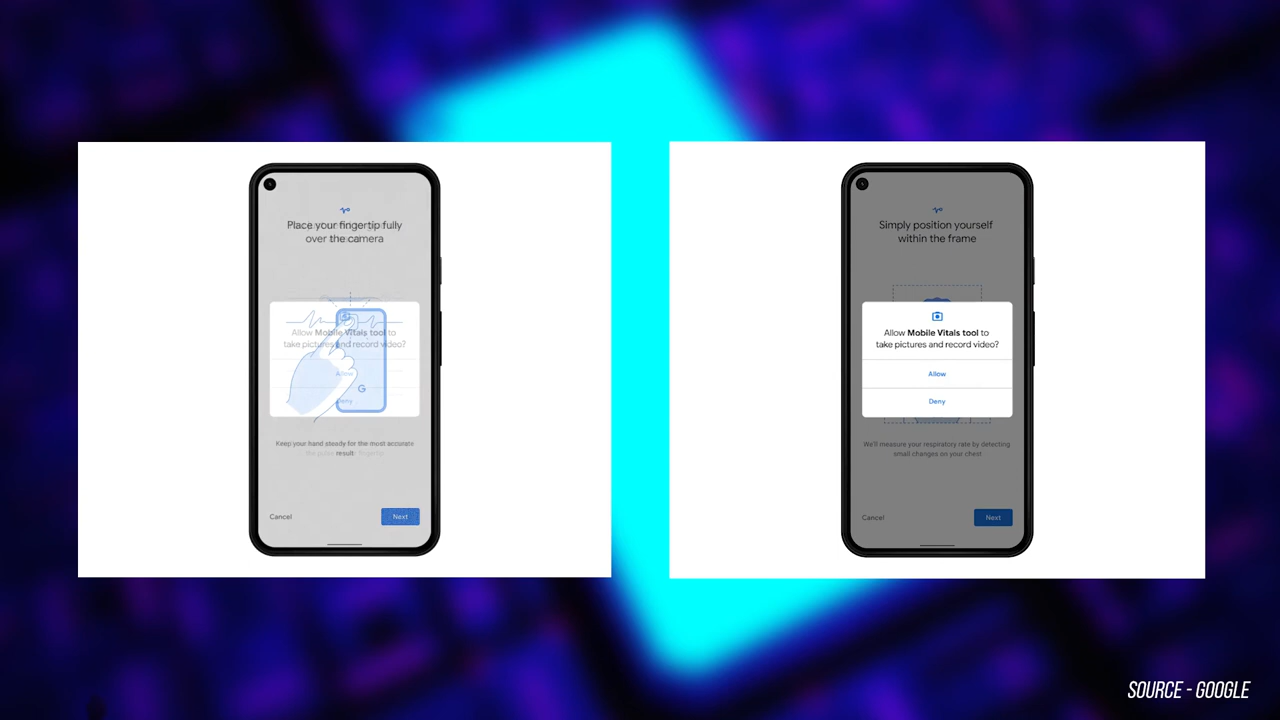 Place your fingertip fully
over the camera
Allow Mobile Vitals tool to
take pictures and record video?
Allow
Deny
G
Keep your hand steady for the most accurate
result
Cancel
Next
Simply position yourself
within the frame
Allow Mobile Vitals tool to
take pictures and record video?
Allow
Deny
We'll measure your respiratory rate by detecting
small changes on your chest
Cancel
Next
SOURCE - GOOGLE